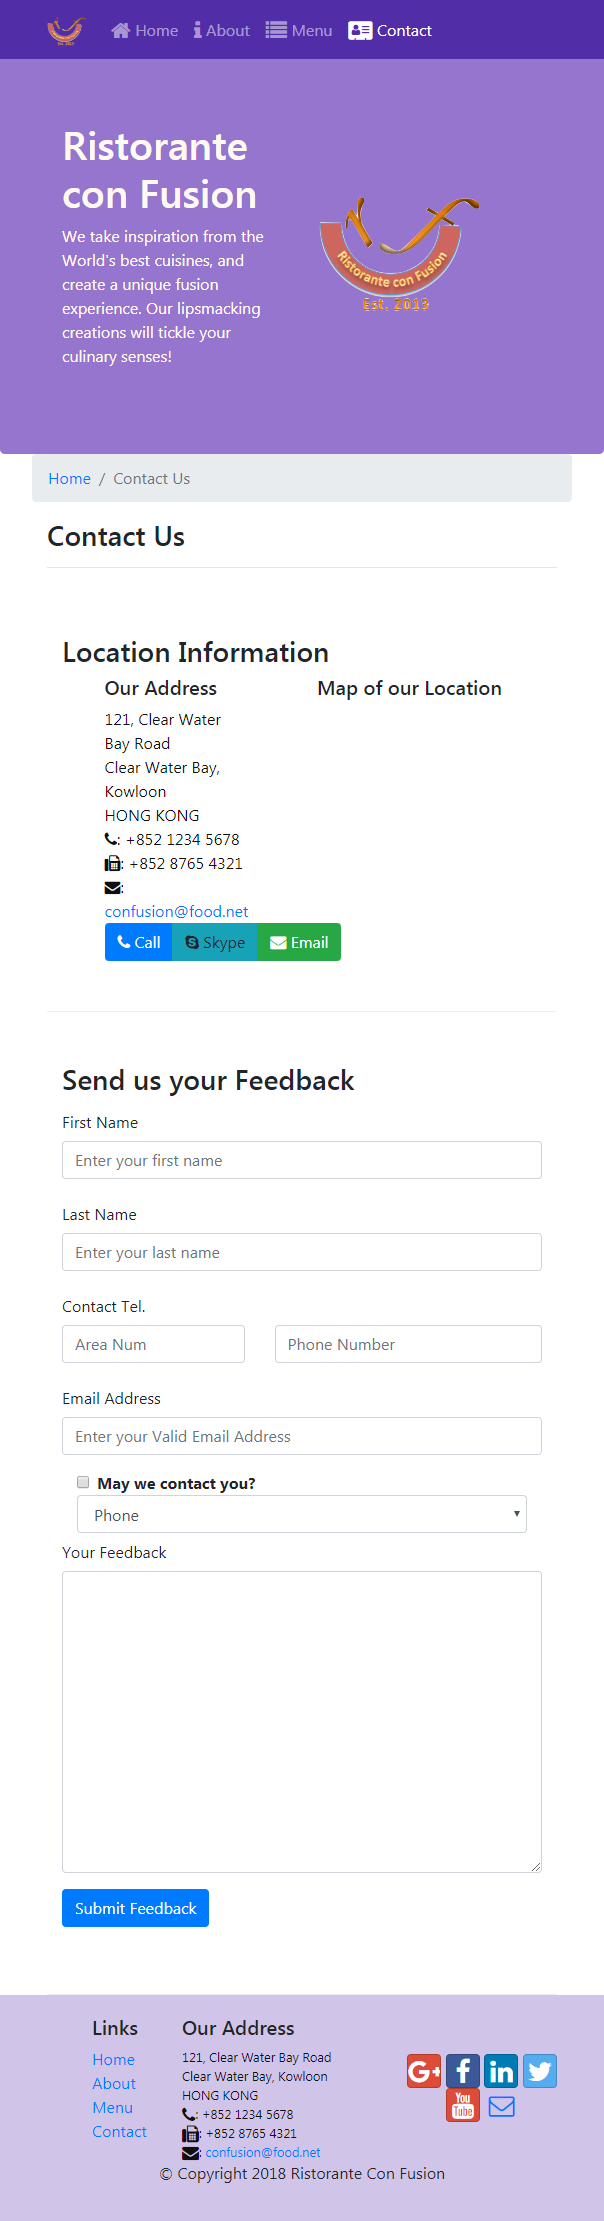 Home About Menu Contact
Ristorante
con Fusion
We take inspiration from the
World's best cuisines, and
create a unique fusion
experience. Our lipsmacking
creations will tickle your
culinary senses!
Ristorante con Fusion
Est. 2013
Home / Contact Us
Contact Us
Location Information
Our Address
121, Clear Water
Bay Road
Clear Water Bay,
Kowloon
HONG KONG
: +852 1234 5678
: +852 8765 4321
:
confusion@food.net
Map of our Location
Call Skype Email
Send us your Feedback
First Name
Enter your first name
Last Name
Enter your last name
Contact Tel.
Area Num Phone Number
Email Address
Enter your Valid Email Address
May we contact you?
Phone
Your Feedback
Submit Feedback
Links
Home
About
Menu
Contact
Our Address
121, Clear Water Bay Road
Clear Water Bay, Kowloon
HONG KONG
: +852 1234 5678
: +852 8765 4321
: confusion@food.net
G+ f in
You
Tube
© Copyright 2018 Ristorante Con Fusion